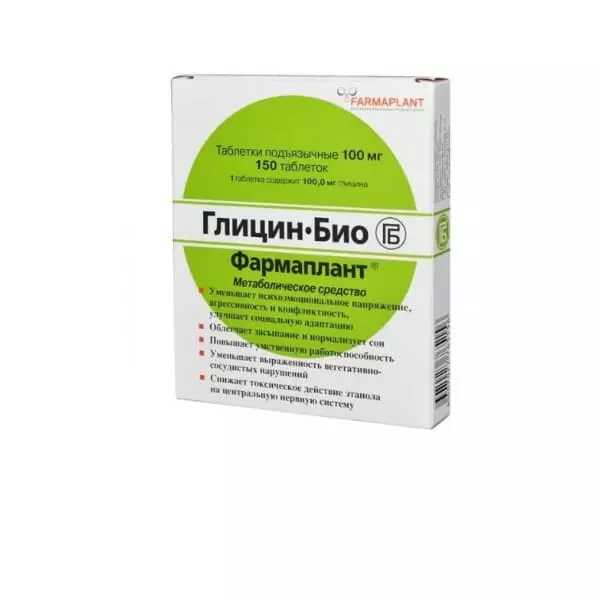 FARMAPLANT
Таблетки подъязычные 100 мг
150 таблеток
1 таблетка содержит 100,0 мг глицина
Глицин•Био ГБ
Фармаплант®
Метаболическое средство
Уменьшает психоэмоциональное напряжение,
агрессивность и конфликтность,
улучшает социальную адаптацию
Облегчает засыпание и нормализует сон
Повышает умственную работоспособность
Уменьшает выраженность вегетативно-
сосудистых нарушений
Снижает токсическое действие этанола
на центральную нервную систему